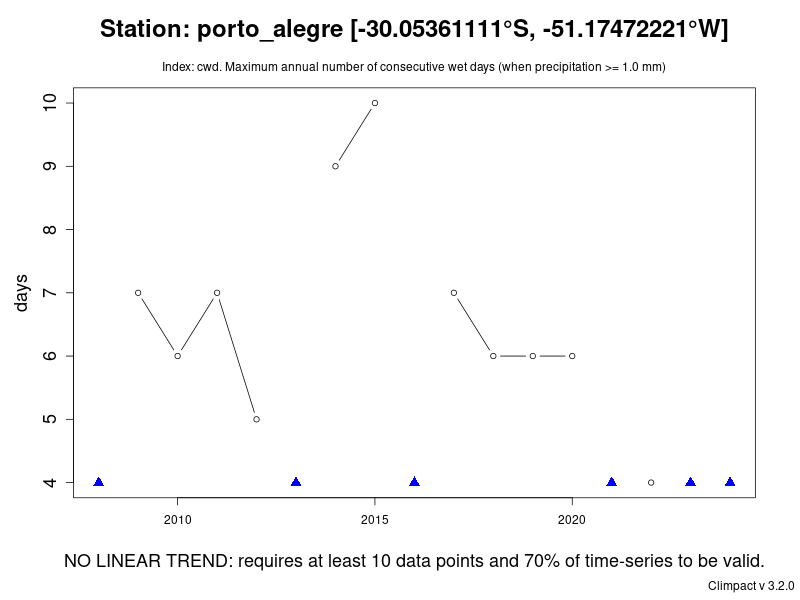 Station: porto_alegre [-30.05361111°S, -51.17472221°W]
Index: cwd. Maximum annual number of consecutive wet days (when precipitation >= 1.0 mm)
days
10
9
8
7
6
5
4
2010 2015 2020
NO LINEAR TREND: requires at least 10 data points and 70% of time-series to be valid.
Climpact v 3.2.0